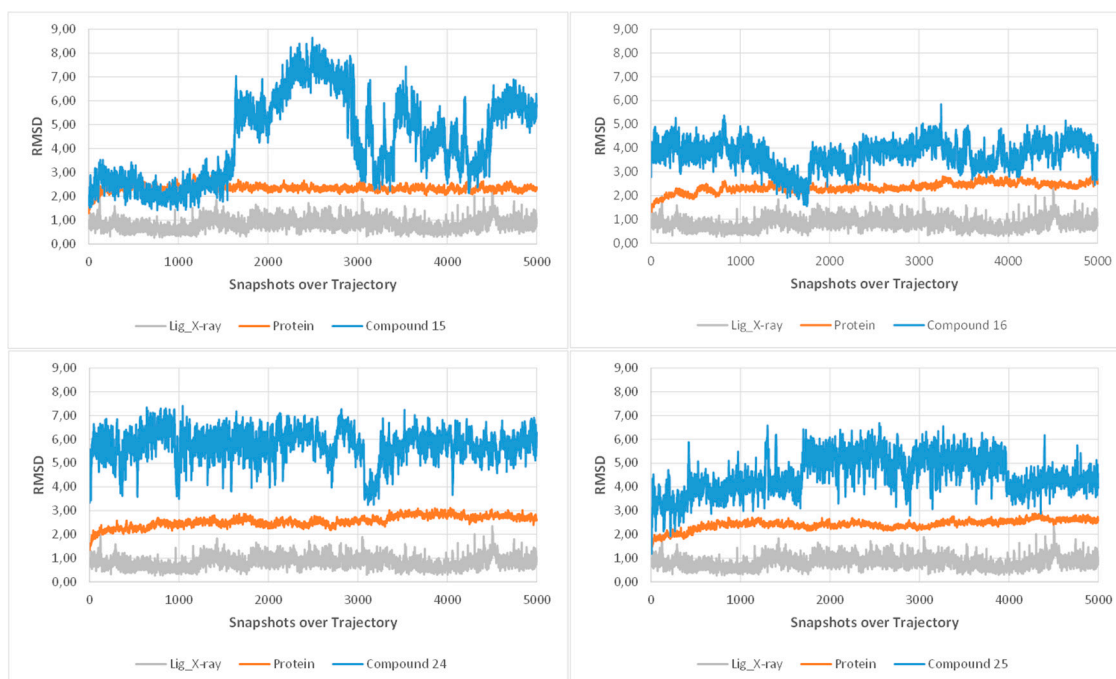 9,00
8,00
7,00
6,00
5,00
4,00
3,00
2,00
1,00
0,00
RMSD
0 1000 2000 3000 4000 5000
Snapshots over Trajectory
Lig_X-ray Protein Compound 15
9,00
8,00
7,00
6,00
5,00
4,00
3,00
2,00
1,00
0,00
RMSD
0 1000 2000 3000 4000 5000
Snapshots over Trajectory
Lig_X-ray Protein Compound 16
9,00
8,00
7,00
6,00
5,00
4,00
3,00
2,00
1,00
0,00
RMSD
0 1000 2000 3000 4000 5000
Snapshots over Trajectory
Lig_X-ray Protein Compound 24
9,00
8,00
7,00
6,00
5,00
4,00
3,00
2,00
1,00
0,00
RMSD
0 1000 2000 3000 4000 5000
Snapshots over Trajectory
Lig_X-ray Protein Compound 25